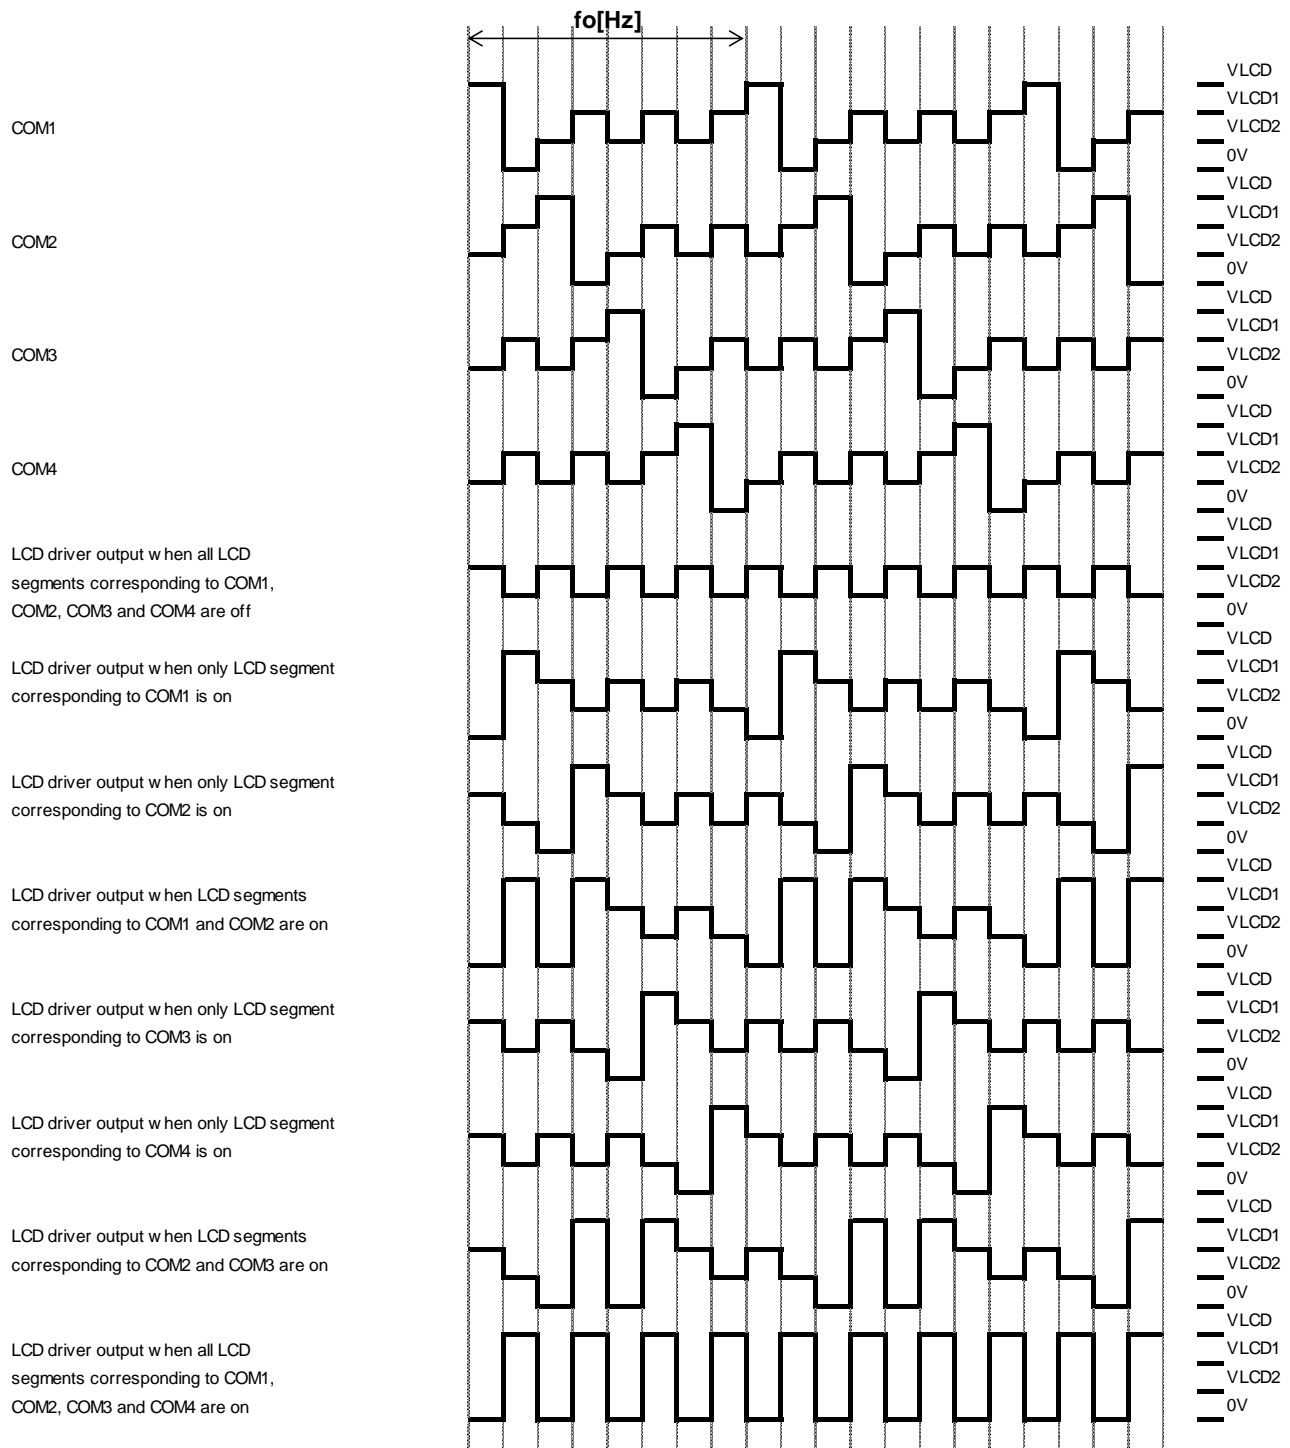 fo[Hz]
VLCD
VLCD1
COM1
VLCD2
0V
VLCD
VLCD1
COM2
VLCD2
0V
VLCD
VLCD1
COM3
VLCD2
0V
VLCD
VLCD1
COM4
VLCD2
0V
VLCD
LCD driver output when all LCD
VLCD1
segments corresponding to COM1,
VLCD2
COM2, COM3 and COM4 are off
0V
VLCD
LCD driver output when only LCD segment
VLCD1
corresponding to COM1 is on
VLCD2
0V
VLCD
LCD driver output when only LCD segment
VLCD1
corresponding to COM2 is on
VLCD2
0V
VLCD
LCD driver output when LCD segments
VLCD1
corresponding to COM1 and COM2 are on
VLCD2
0V
VLCD
LCD driver output when only LCD segment
VLCD1
corresponding to COM3 is on
VLCD2
0V
VLCD
LCD driver output when only LCD segment
VLCD1
corresponding to COM4 is on
VLCD2
0V
VLCD
LCD driver output when LCD segments
VLCD1
corresponding to COM2 and COM3 are on
VLCD2
0V
VLCD
LCD driver output when all LCD
VLCD1
segments corresponding to COM1,
VLCD2
COM2, COM3 and COM4 are on
0V